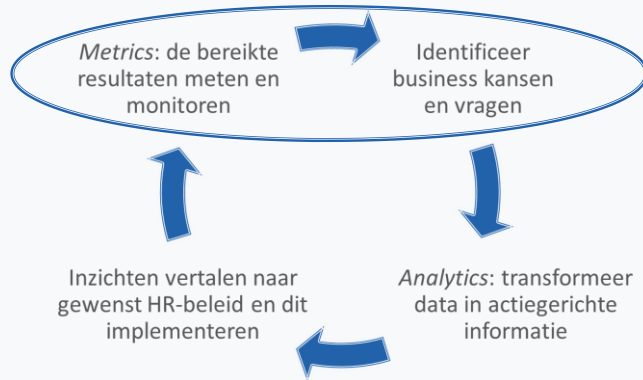 Metrics: de bereikte
resultaten meten en
monitoren
Identificeer
business kansen
en vragen
Analytics: transformeer
data in actiegerichte
informatie
Inzichten vertalen naar
gewenst HR-beleid en dit
implementeren